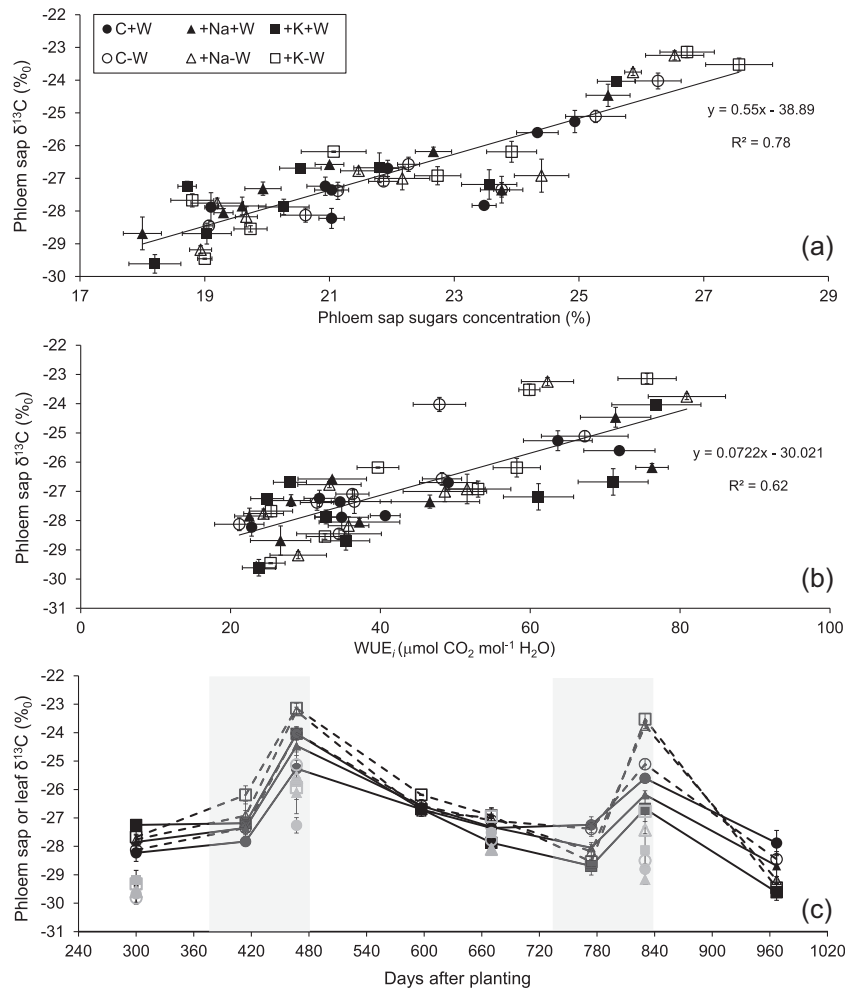 C+W +Na+W +K+W
C-W +Na-W +K-W
Phloem sap δ¹³C (‰)
-22
-23
-24
-25
-26
-27
-28
-29
-30
y = 0.55x - 38.89
R² = 0.78
(a)
17 19 21 23 25 27 29
Phloem sap sugars concentration (%)
Phloem sap δ¹³C (‰)
-22
-23
-24
-25
-26
-27
-28
-29
-30
-31
y = 0.0722x - 30.021
R² = 0.62
(b)
0 20 40 60 80 100
WUEi (μmol CO₂ mol⁻¹ H₂O)
Phloem sap or leaf δ¹³C (‰)
-22
-23
-24
-25
-26
-27
-28
-29
-30
-31
(c)
240 300 360 420 480 540 600 660 720 780 840 900 960 1020
Days after planting